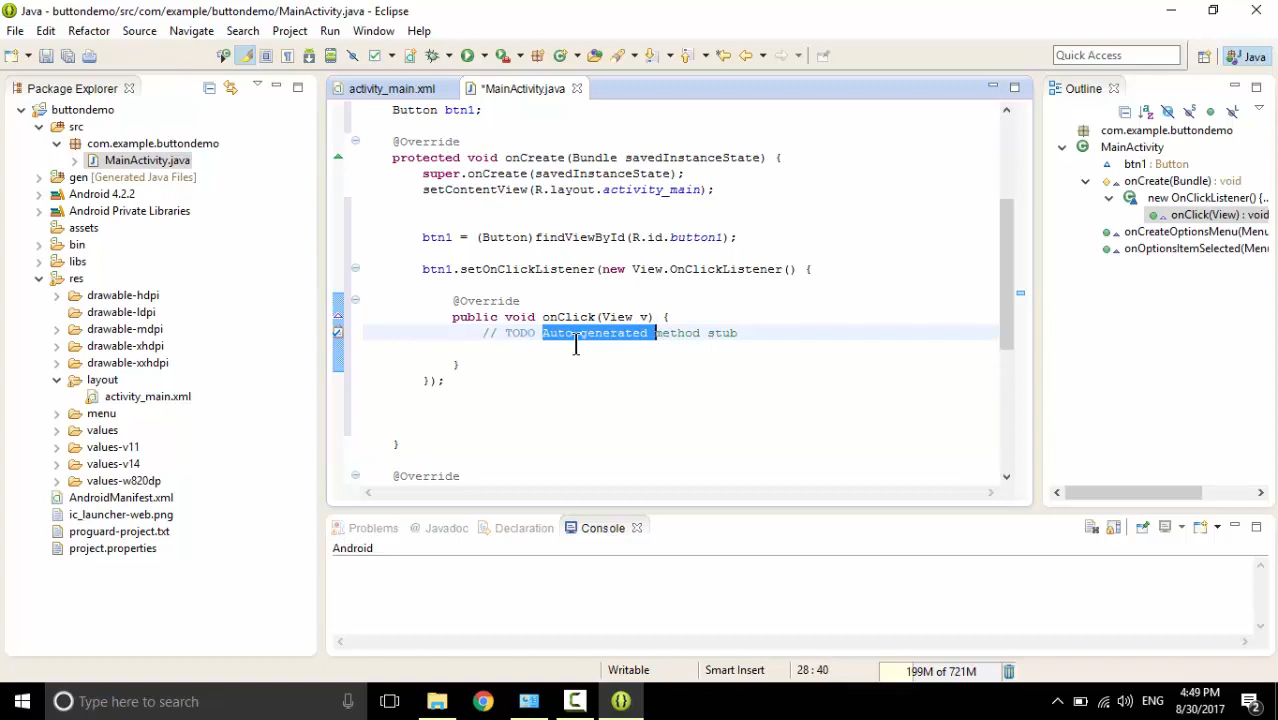 Java - buttondemo/src/com/example/buttondemo/MainActivity.java - Eclipse
File Edit Refactor Source Navigate Search Project Run Window Help
Quick Access
Java
Package Explorer
activity_main.xml
*MainActivity.java
Outline
buttondemo
src
com.example.buttondemo
MainActivity.java
gen [Generated Java Files]
Android 4.2.2
Android Private Libraries
assets
bin
libs
res
drawable-hdpi
drawable-ldpi
drawable-mdpi
drawable-xhdpi
drawable-xxhdpi
layout
activity_main.xml
menu
values
values-v11
values-v14
values-w820dp
AndroidManifest.xml
ic_launcher-web.png
proguard-project.txt
project.properties
Button btn1;
@Override
protected void onCreate(Bundle savedInstanceState) {
super.onCreate(savedInstanceState);
setContentView(R.layout.activity_main);
btn1 = (Button)findViewById(R.id.button1);
btn1.setOnClickListener(new View.OnClickListener() {
@Override
public void onClick(View v) {
// TODO Auto-generated method stub
}
});
}
@Override
com.example.buttondemo
MainActivity
btn1 : Button
onCreate(Bundle) : void
new OnClickListener() {...
onClick(View) : void
onCreateOptionsMenu(Menu
onOptionsItemSelected(Menu
Problems @ Javadoc Declaration Console
Android
Writable Smart Insert 28 : 40 199M of 721M
Type here to search
ENG
4:49 PM
8/30/2017
2